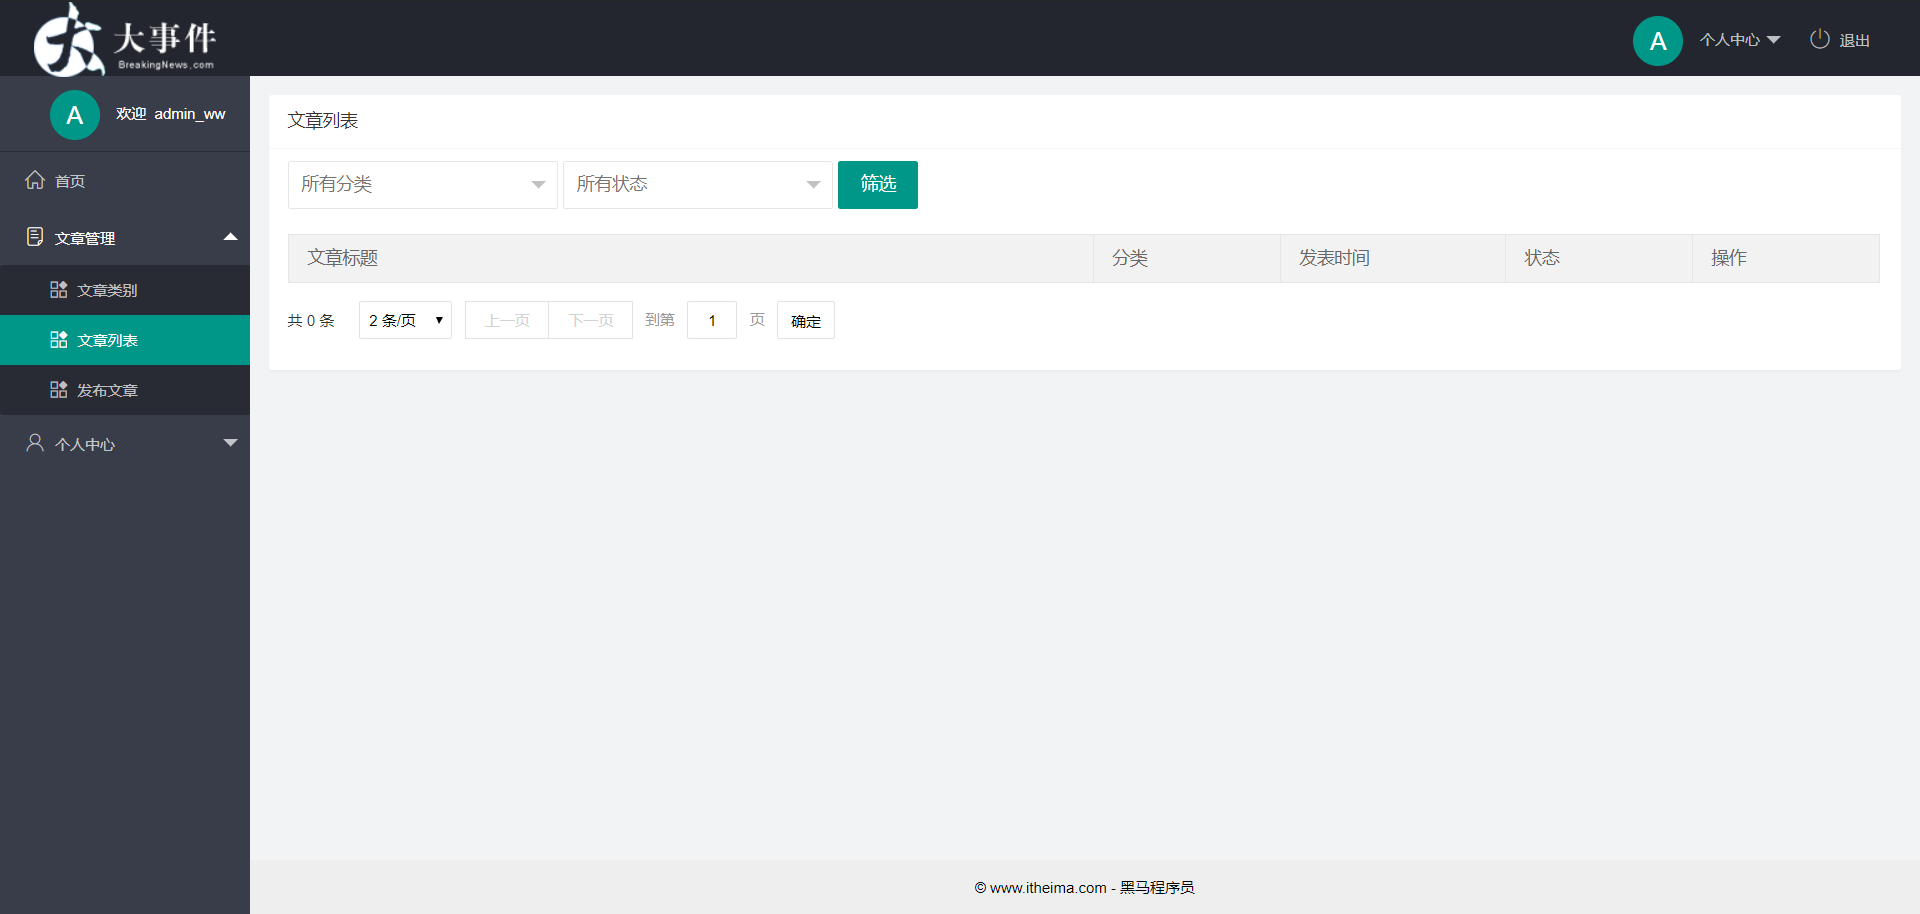 大事件
BreakingNews.com
A 个人中心 退出
A 欢迎 admin_ww
首页
文章管理
文章类别
文章列表
发布文章
个人中心
文章列表
所有分类 所有状态 筛选
文章标题 分类 发表时间 状态 操作
共 0 条 2 条/页 上一页 下一页 到第 1 页 确定
© www.itheima.com - 黑马程序员